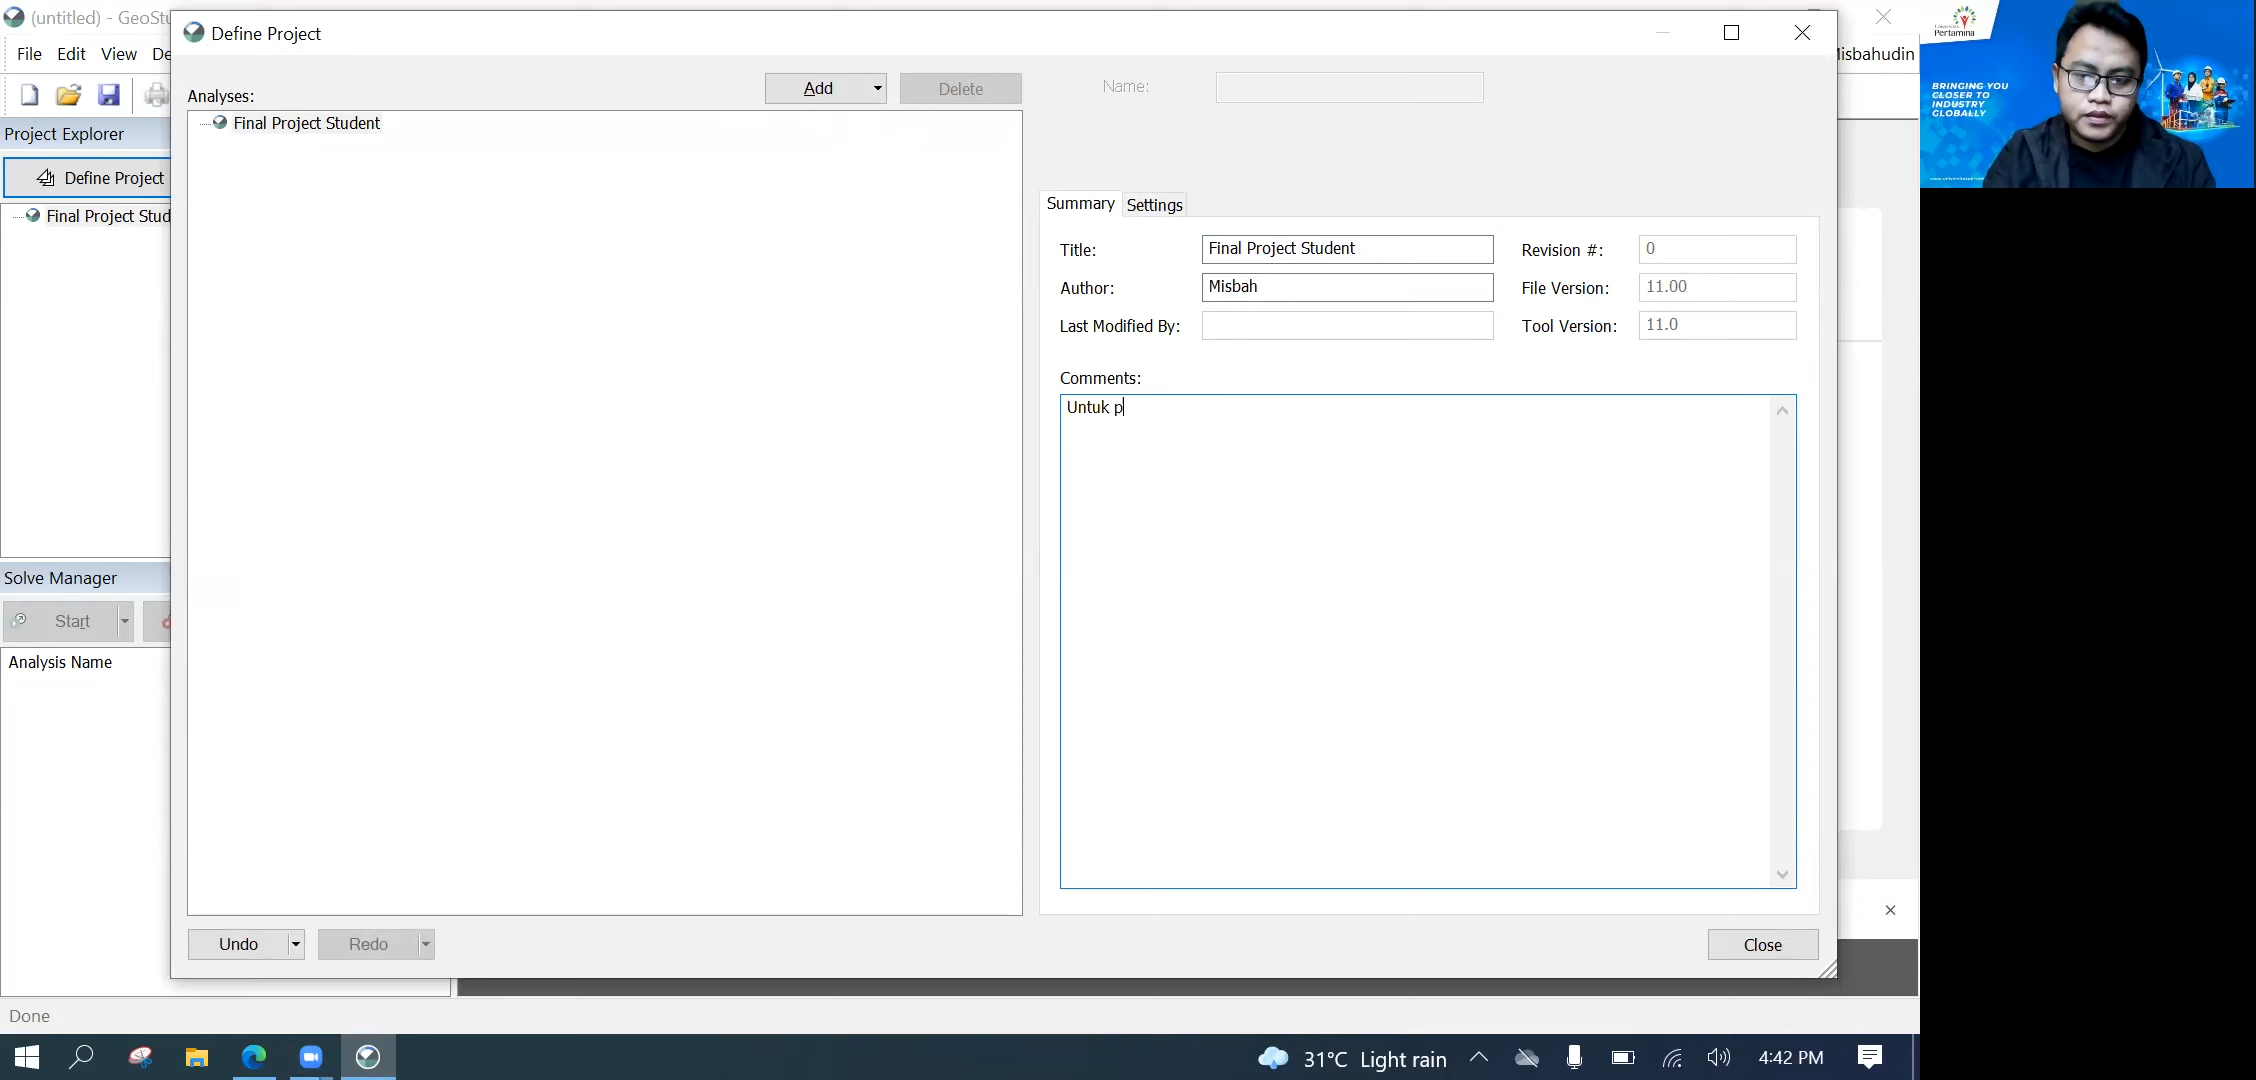 (untitled) - GeoStu
Define Project
File Edit View De
Misbahudin
Analyses:
Add
Delete
Name:
Final Project Student
Project Explorer
Define Project
Final Project Stud
Summary
Settings
Title:
Final Project Student
Revision #:
0
Author:
Misbah
File Version:
11.00
Last Modified By:
Tool Version:
11.0
Comments:
Untuk p
Solve Manager
Start
Analysis Name
Undo
Redo
Close
Done
31°C Light rain
4:42 PM
Universitas
Pertamina
BRINGING YOU
CLOSER TO
INDUSTRY
GLOBALLY